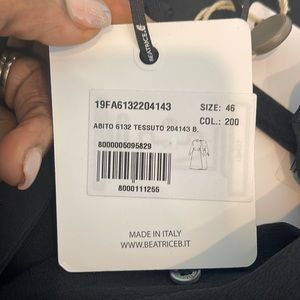 BEATRICE.B
19FA6132204143 SIZE: 46
COL.: 200
ABITO 6132 TESSUTO 204143 B.
8000005095829
8000111255
MADE IN ITALY
WWW.BEATRICEB.IT